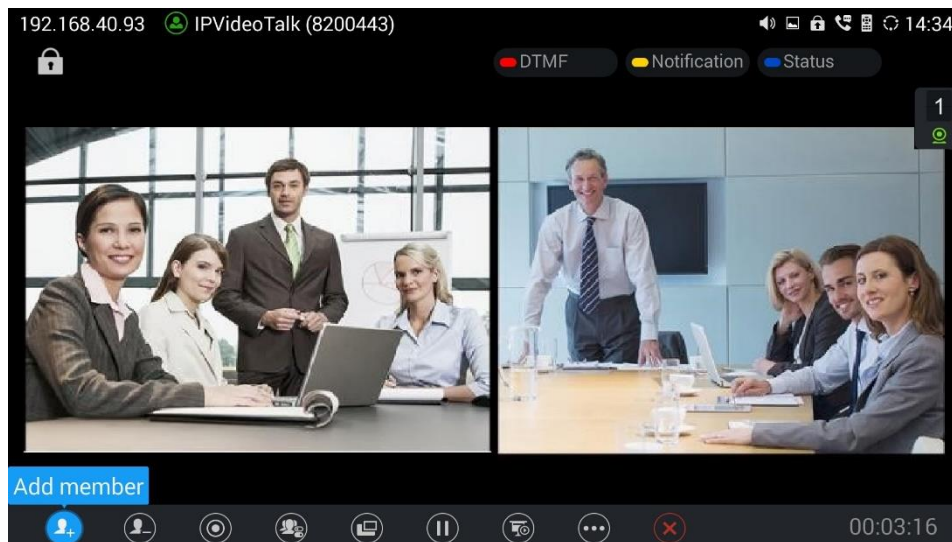 192.168.40.93 IPVideoTalk (8200443) 14:34
DTMF Notification Status
1
Add member
00:03:16